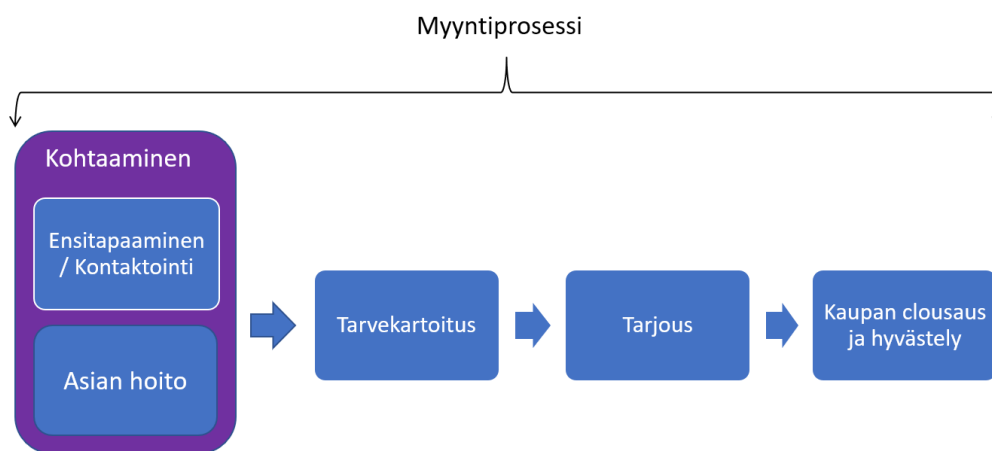 Myyntiprosessi
Kohtaaminen
Ensitapaaminen
/ Kontaktointi
Asian hoito
Tarvekartoitus
Tarjous
Kaupan clousaus
ja hyvästely